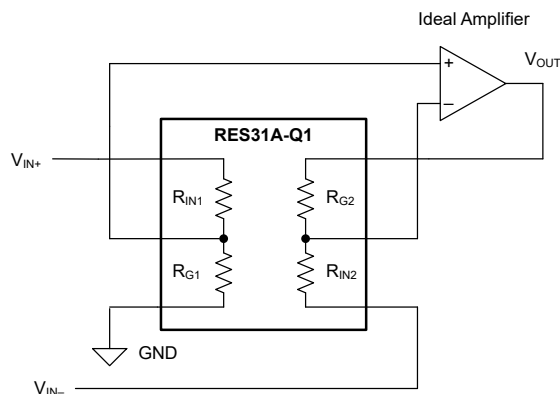 Ideal Amplifier
V_OUT
+
−
RES31A-Q1
V_IN+
R_IN1
R_G2
R_G1
R_IN2
GND
V_IN–